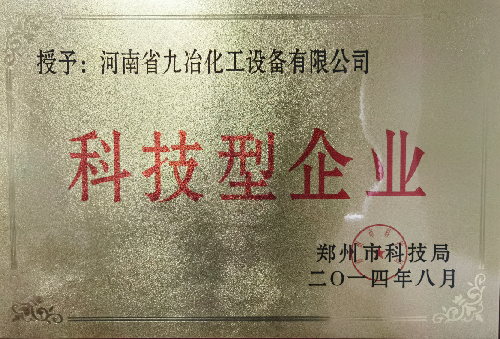 授予：河南省九冶化工设备有限公司
科技型企业
郑州市科技局
二〇一四年八月